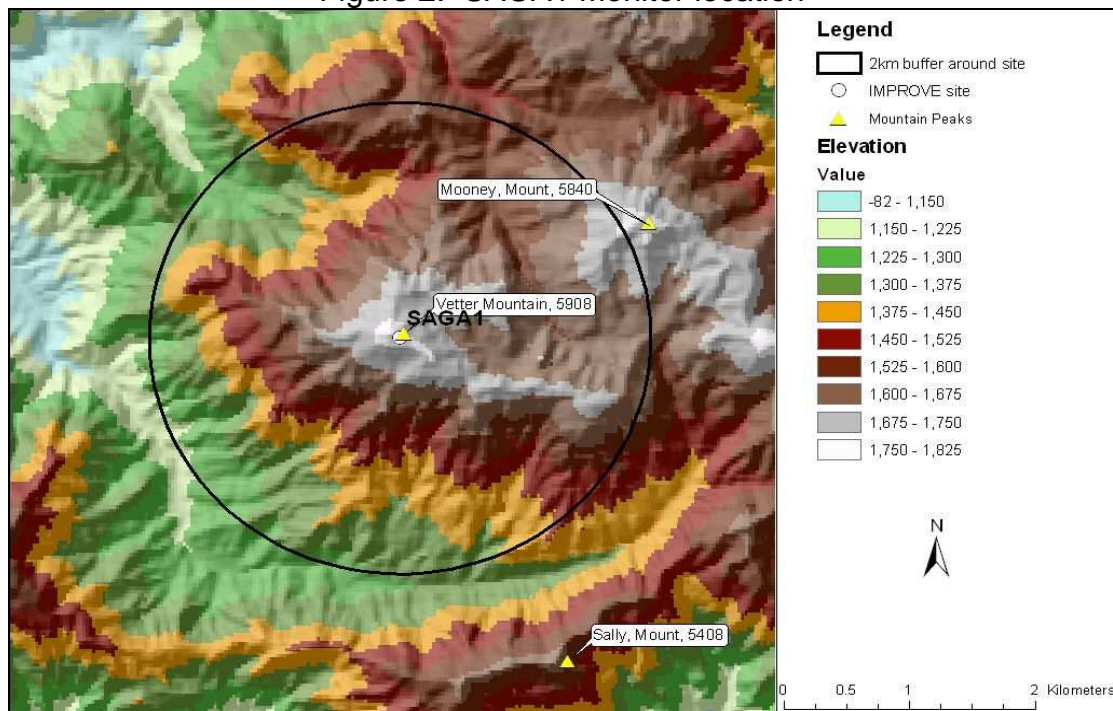 Figure 2: SAGA1 Monitor location
Mooney, Mount, 5840
Vetter Mountain, 5908
SAGA1
Sally, Mount, 5408
Legend
2km buffer around site
IMPROVE site
Mountain Peaks
Elevation
Value
-82 - 1,150
1,150 - 1,225
1,225 - 1,300
1,300 - 1,375
1,375 - 1,450
1,450 - 1,525
1,525 - 1,600
1,600 - 1,675
1,675 - 1,750
1,750 - 1,825
N
0 0.5 1 2 Kilometers